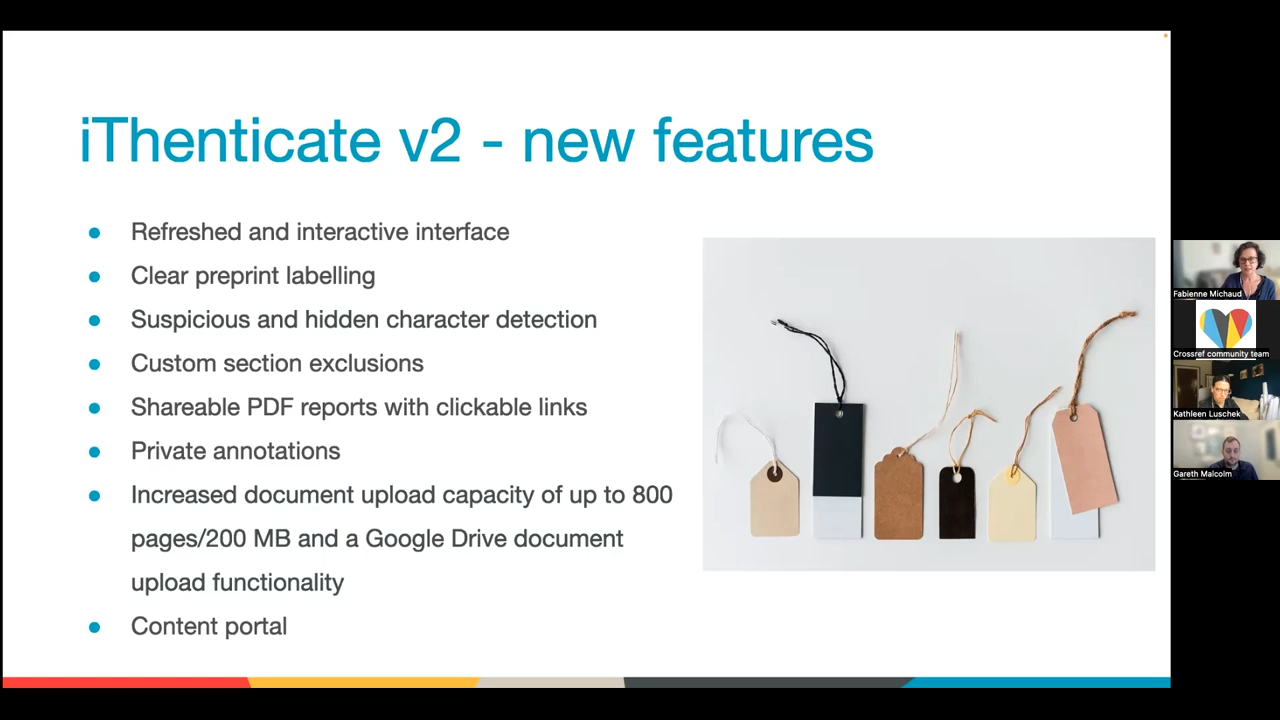 iThenticate v2 - new features
● Refreshed and interactive interface
● Clear preprint labelling
● Suspicious and hidden character detection
● Custom section exclusions
● Shareable PDF reports with clickable links
● Private annotations
● Increased document upload capacity of up to 800
pages/200 MB and a Google Drive document
upload functionality
● Content portal
Fabienne Michaud
Crossref community team
Kathleen Luschek
Gareth Malcolm